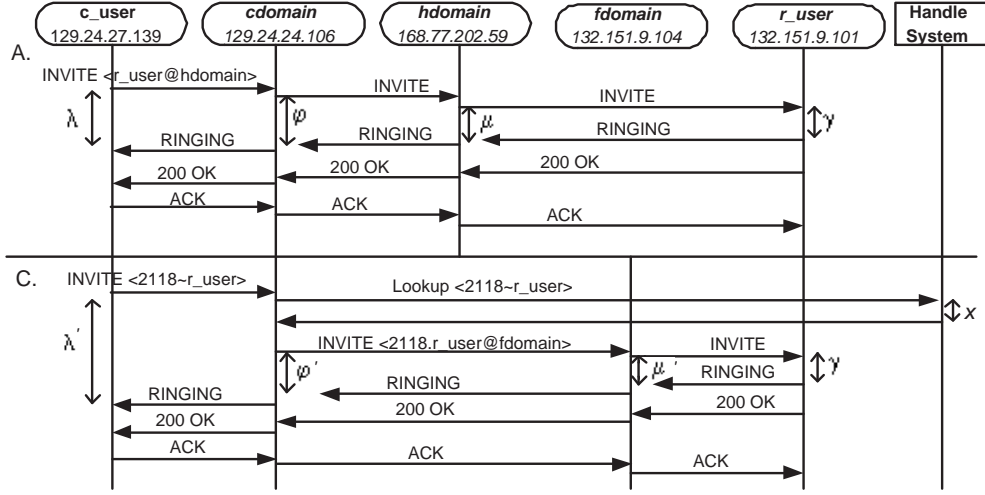 c_user
129.24.27.139
cdomain
129.24.24.106
hdomain
168.77.202.59
fdomain
132.151.9.104
r_user
132.151.9.101
Handle
System
A.
INVITE <r_user@hdomain>
INVITE
INVITE
λ
φ
μ
γ
RINGING
RINGING
RINGING
200 OK
200 OK
200 OK
ACK
ACK
ACK
C.
INVITE <2118~r_user>
Lookup <2118~r_user>
x
λ'
INVITE <2118.r_user@fdomain>
INVITE
φ'
μ'
γ
RINGING
RINGING
RINGING
200 OK
200 OK
200 OK
ACK
ACK
ACK